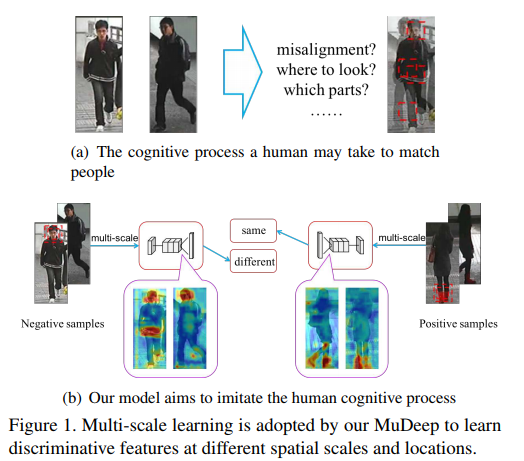 misalignment?
where to look?
which parts?
......
(a) The cognitive process a human may take to match
people
multi-scale
same
different
multi-scale
Negative samples
Positive samples
(b) Our model aims to imitate the human cognitive process
Figure 1. Multi-scale learning is adopted by our MuDeep to learn
discriminative features at different spatial scales and locations.